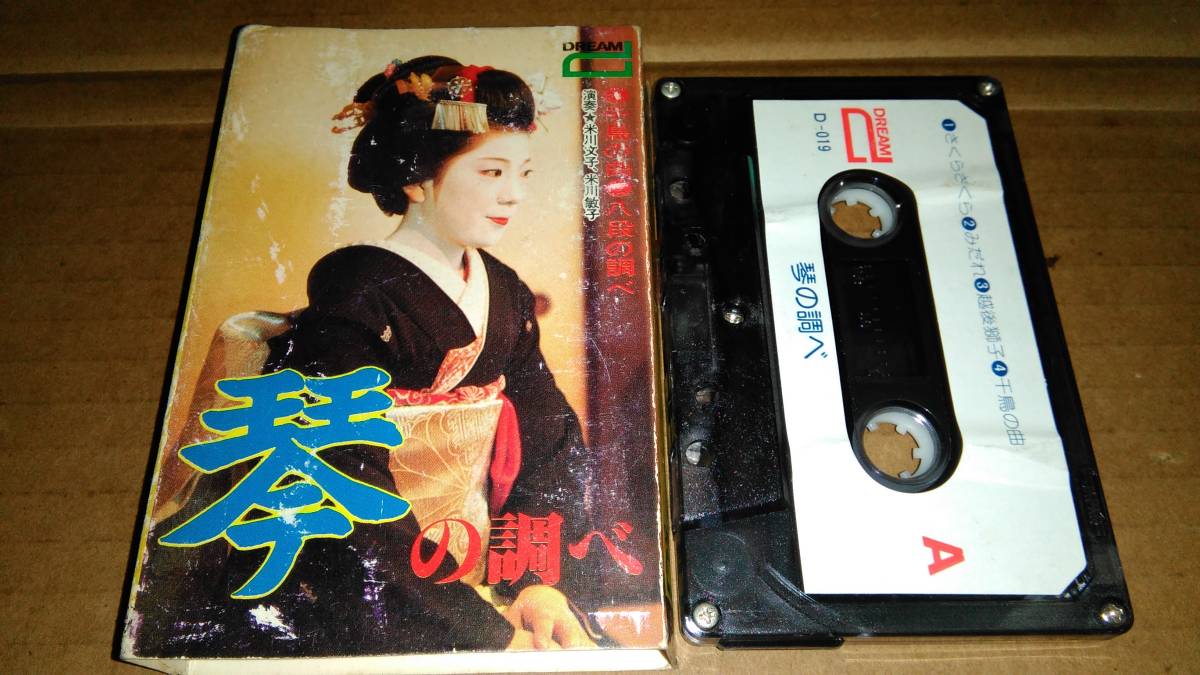 DREAM
八段の調べ
演奏★米川文子、米川敏子
琴の調べ
DREAM
D-019
❶さくらさくら❷みだれ❸越後獅子❹千鳥の曲
琴の調べ
A